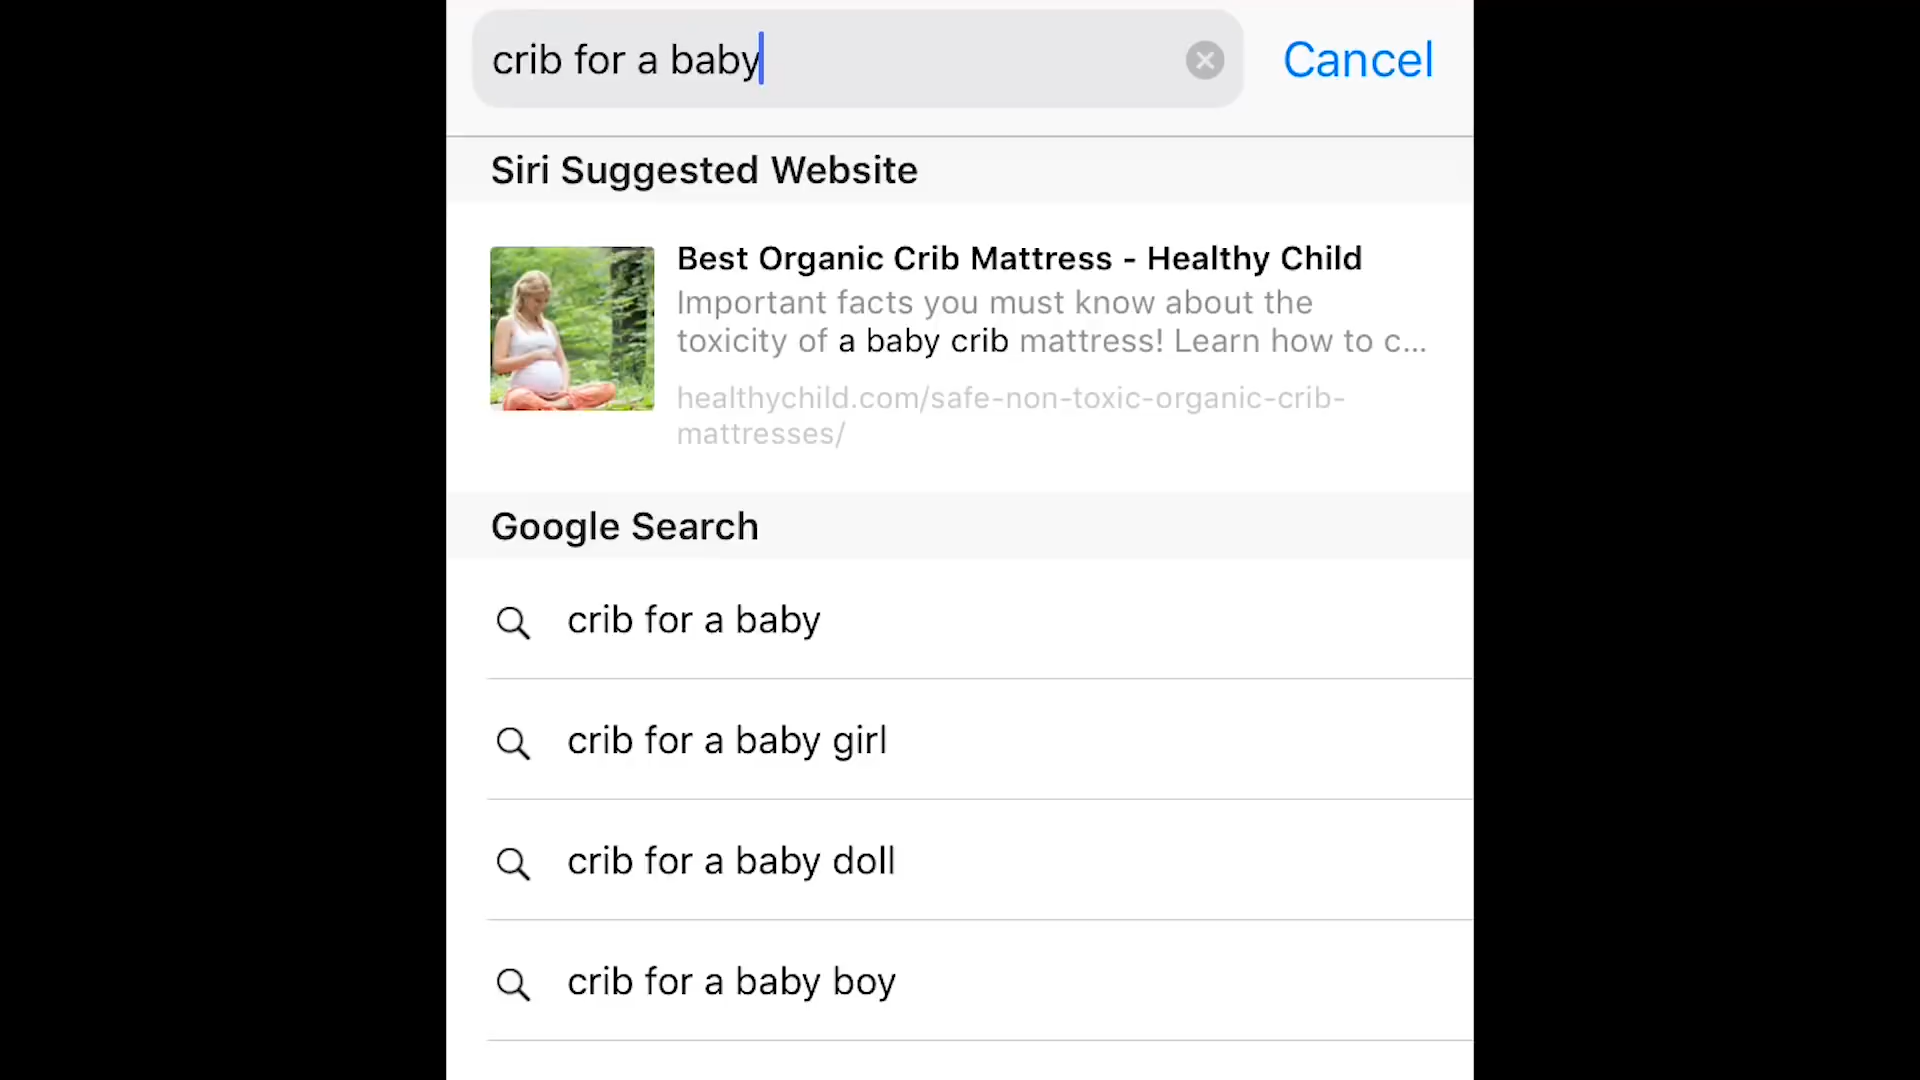 crib for a baby
Cancel
Siri Suggested Website
Best Organic Crib Mattress - Healthy Child
Important facts you must know about the
toxicity of a baby crib mattress! Learn how to c...
healthychild.com/safe-non-toxic-organic-crib-
mattresses/
Google Search
crib for a baby
crib for a baby girl
crib for a baby doll
crib for a baby boy